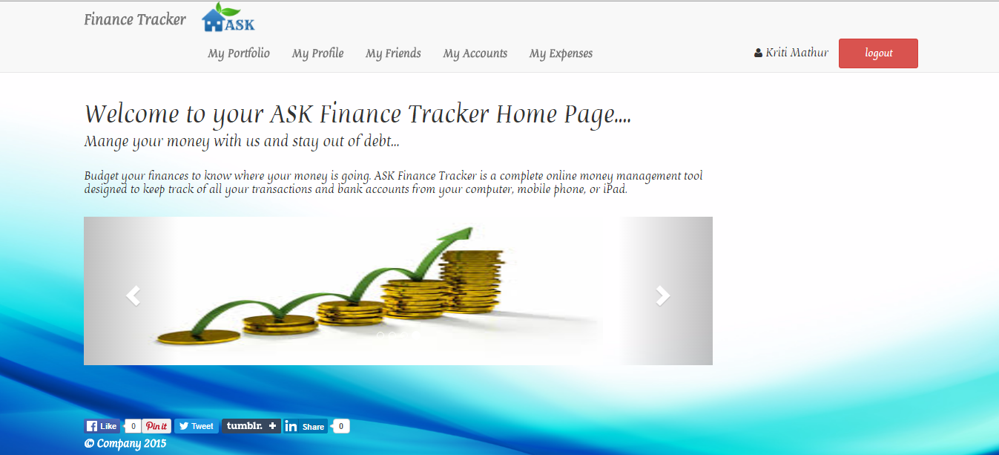 Finance Tracker ASK
My Portfolio My Profile My Friends My Accounts My Expenses Kriti Mathur logout
Welcome to your ASK Finance Tracker Home Page....
Mange your money with us and stay out of debt...
Budget your finances to know where your money is going. ASK Finance Tracker is a complete online money management tool
designed to keep track of all your transactions and bank accounts from your computer, mobile phone, or iPad.
Like 0 Pin it Tweet tumblr. + in Share 0
© Company 2015